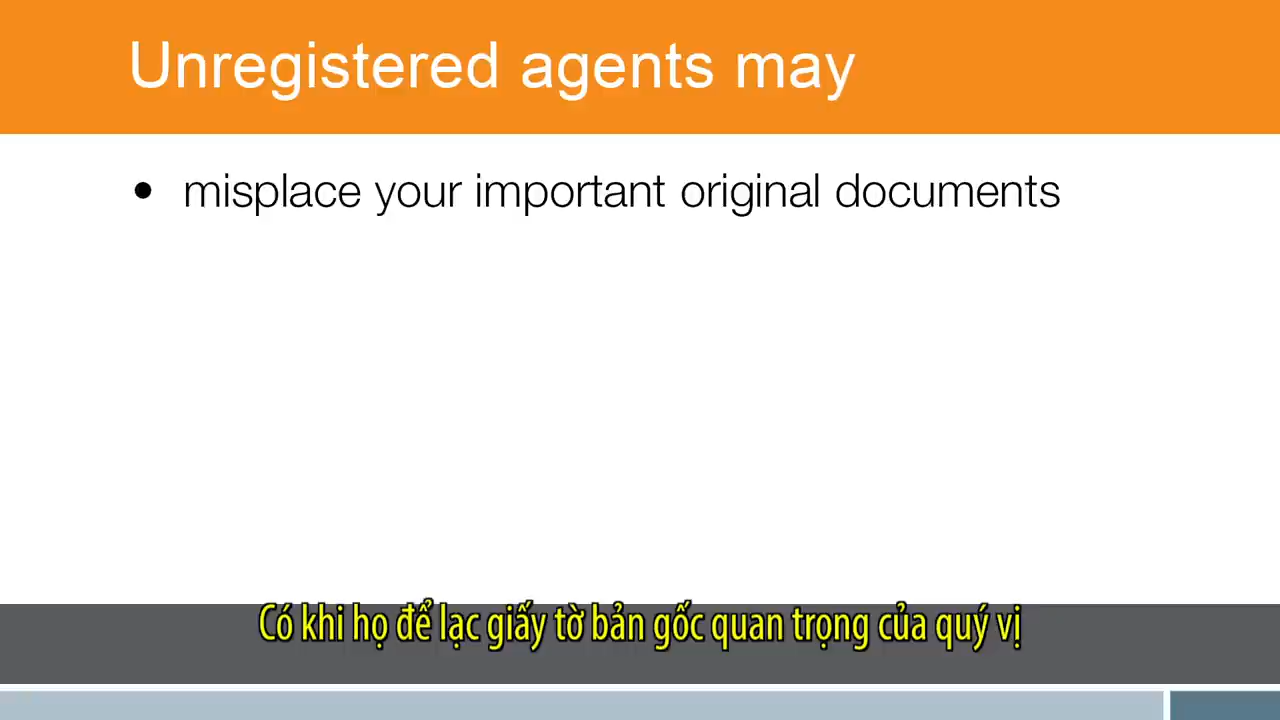 Unregistered agents may
• misplace your important original documents
Có khi họ để lạc giấy tờ bản gốc quan trọng của quý vị